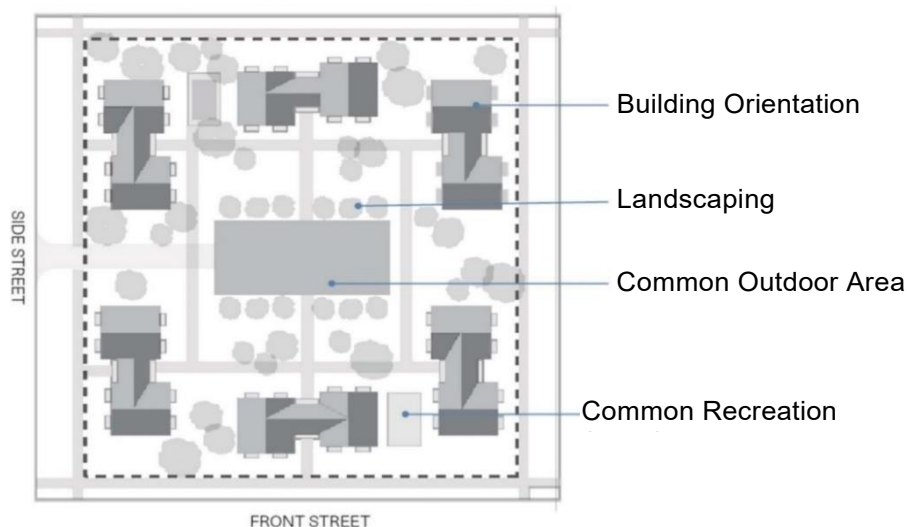 Building Orientation
Landscaping
SIDE STREET
Common Outdoor Area
Common Recreation
FRONT STREET